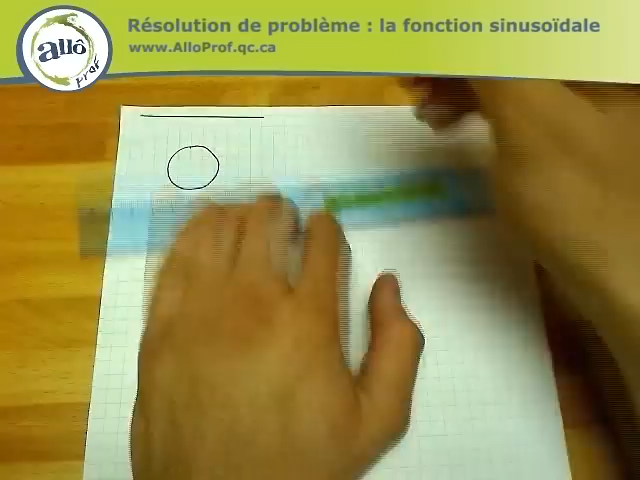 Résolution de problème : la fonction sinusoïdale
www.AlloProf.qc.ca
allô
prof